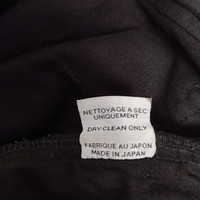 NETTOYAGE A SEC
UNIQUEMENT
DRY CLEAN ONLY
FABRIQUE AU JAPON
MADE IN JAPAN